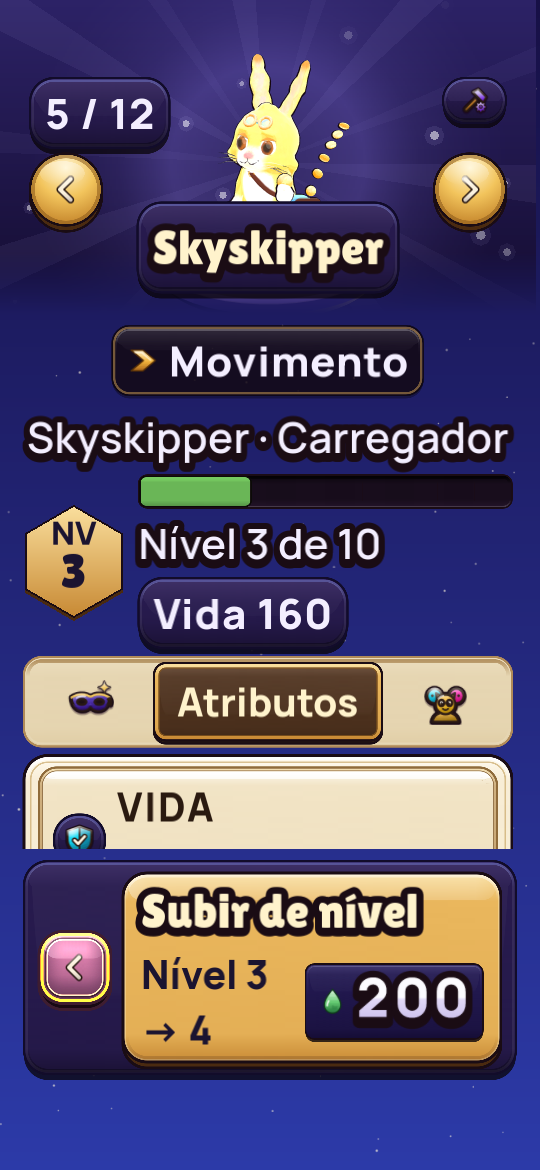 5 / 12
Skyskipper
Movimento
Skyskipper · Carregador
NV
3
Nível 3 de 10
Vida 160
Atributos
VIDA
Subir de nível
Nível 3
→ 4
200